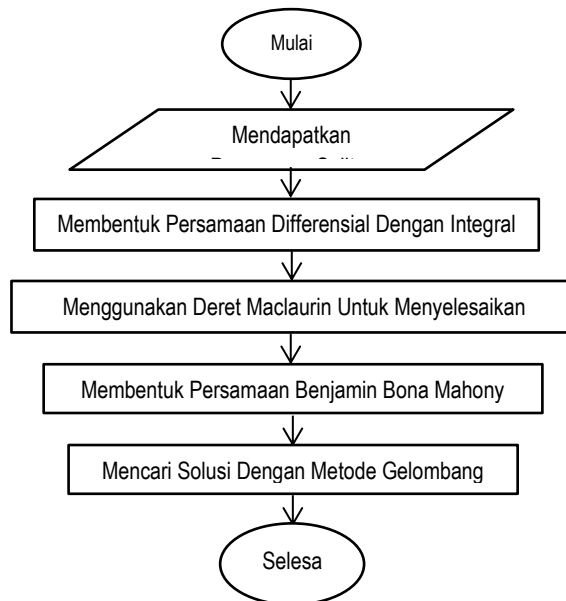 Mulai
Mendapatkan
Membentuk Persamaan Differensial Dengan Integral
Menggunakan Deret Maclaurin Untuk Menyelesaikan
Membentuk Persamaan Benjamin Bona Mahony
Mencari Solusi Dengan Metode Gelombang
Selesa